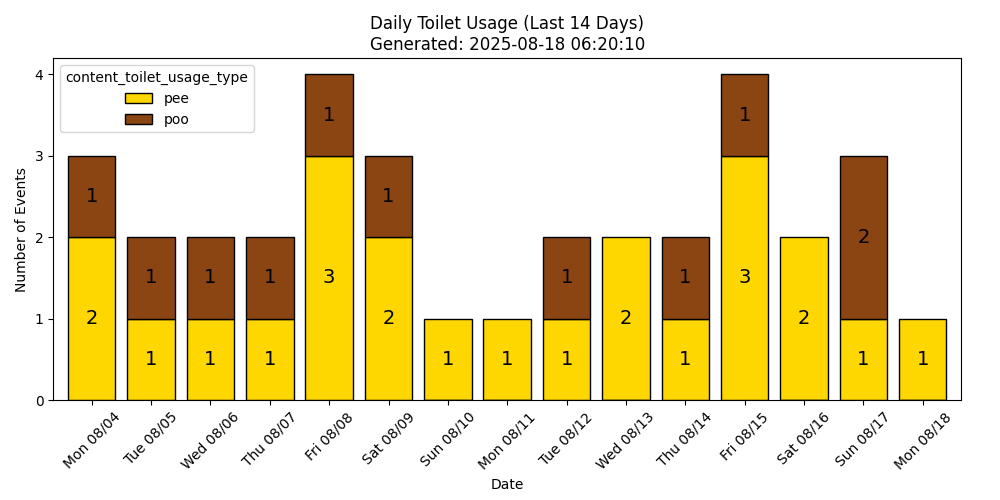 Daily Toilet Usage (Last 14 Days)
Generated: 2025-08-18 06:20:10
content_toilet_usage_type
pee
poo
Number of Events
4
3
2
1
0
1 1 1 1 1 1 1 1 1 2
2 1 1 1 3 2 1 1 1 2 1 3 2 1 1
Mon 08/04 Tue 08/05 Wed 08/06 Thu 08/07 Fri 08/08 Sat 08/09 Sun 08/10 Mon 08/11 Tue 08/12 Wed 08/13 Thu 08/14 Fri 08/15 Sat 08/16 Sun 08/17 Mon 08/18
Date